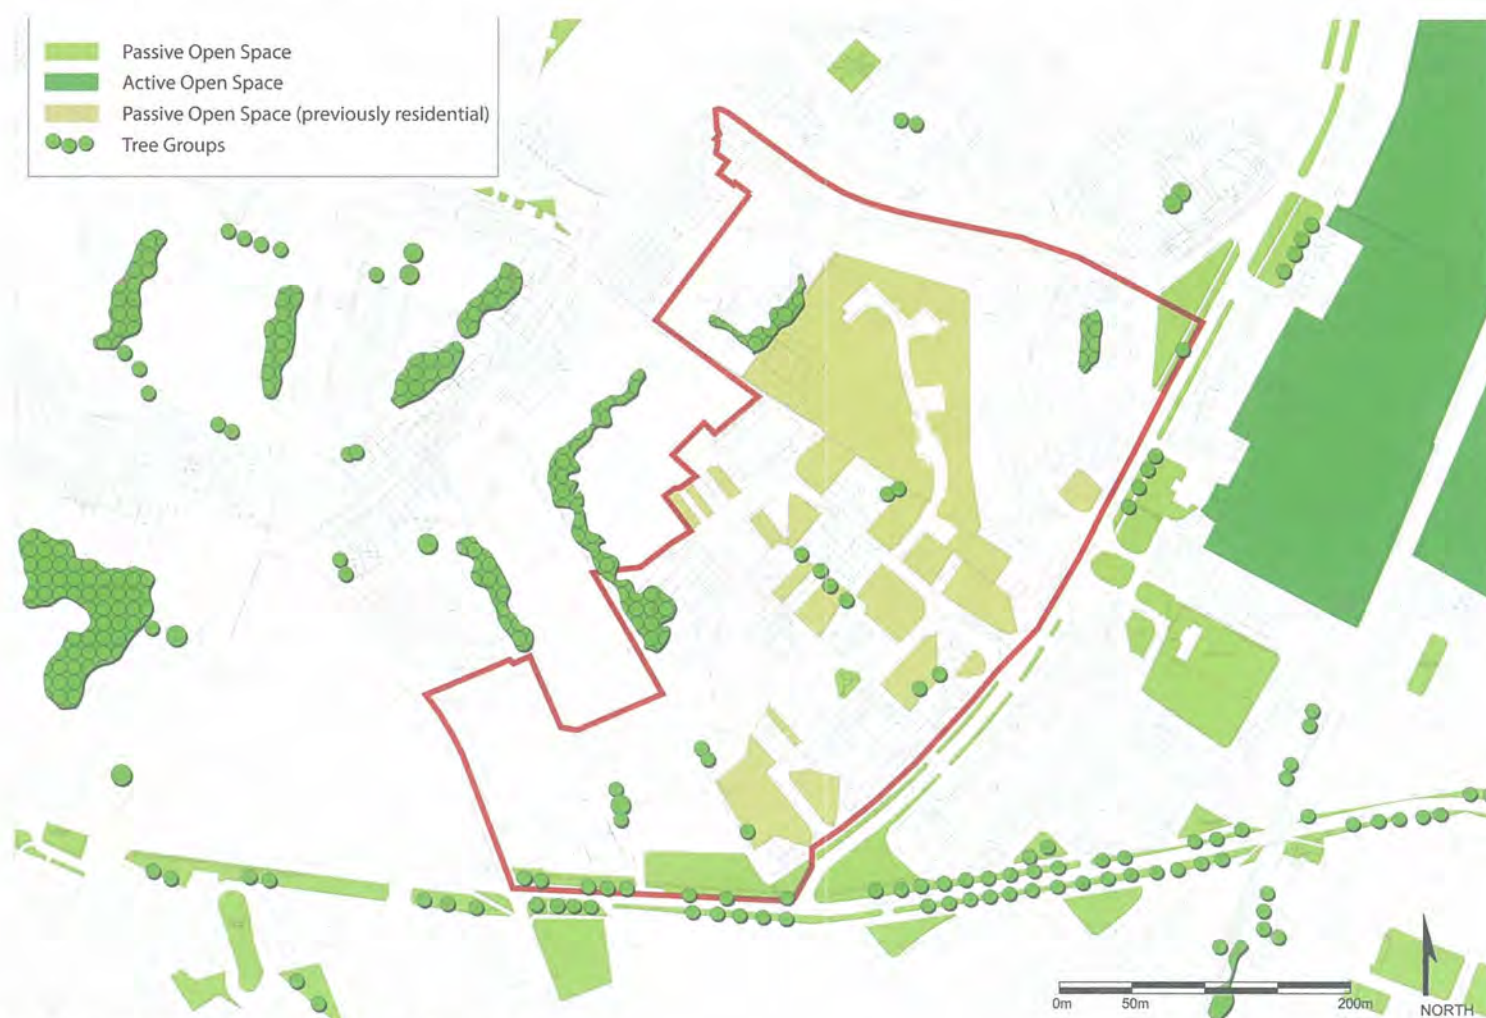 Passive Open Space
Active Open Space
Passive Open Space (previously residential)
Tree Groups
0m 50m 200m
NORTH